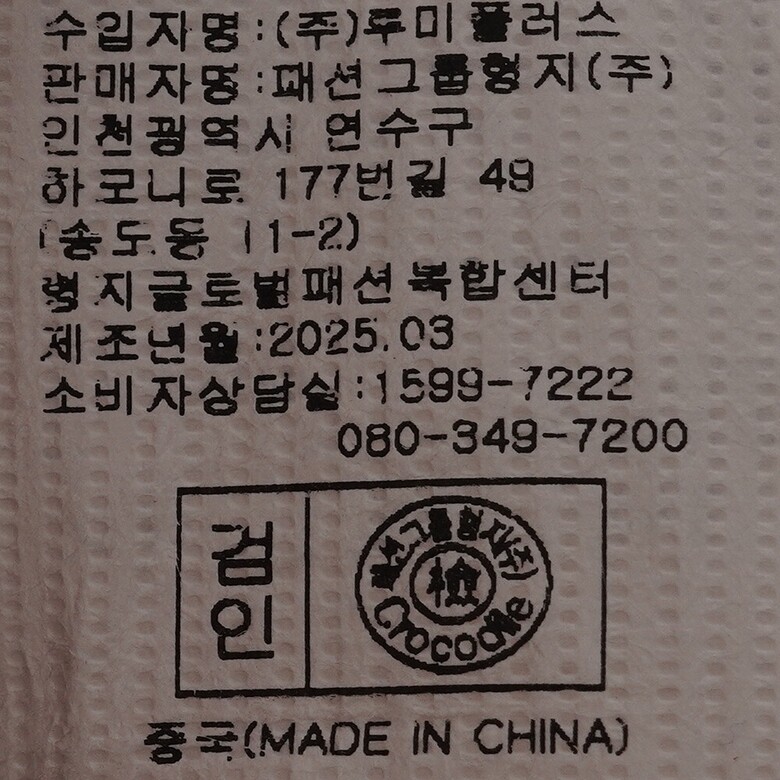 수입자명:(주)루미플러스
판매자명:패션그룹형지(주)
인천광역시 연수구
하모니로 177번길 49
(송도동 11-2)
형지글로벌패션복합센터
제조년월:2025.03
소비자상담실:1599-7222
080-349-7200
검인
패션그룹형지(주)
檢
Crocodile
중국(MADE IN CHINA)